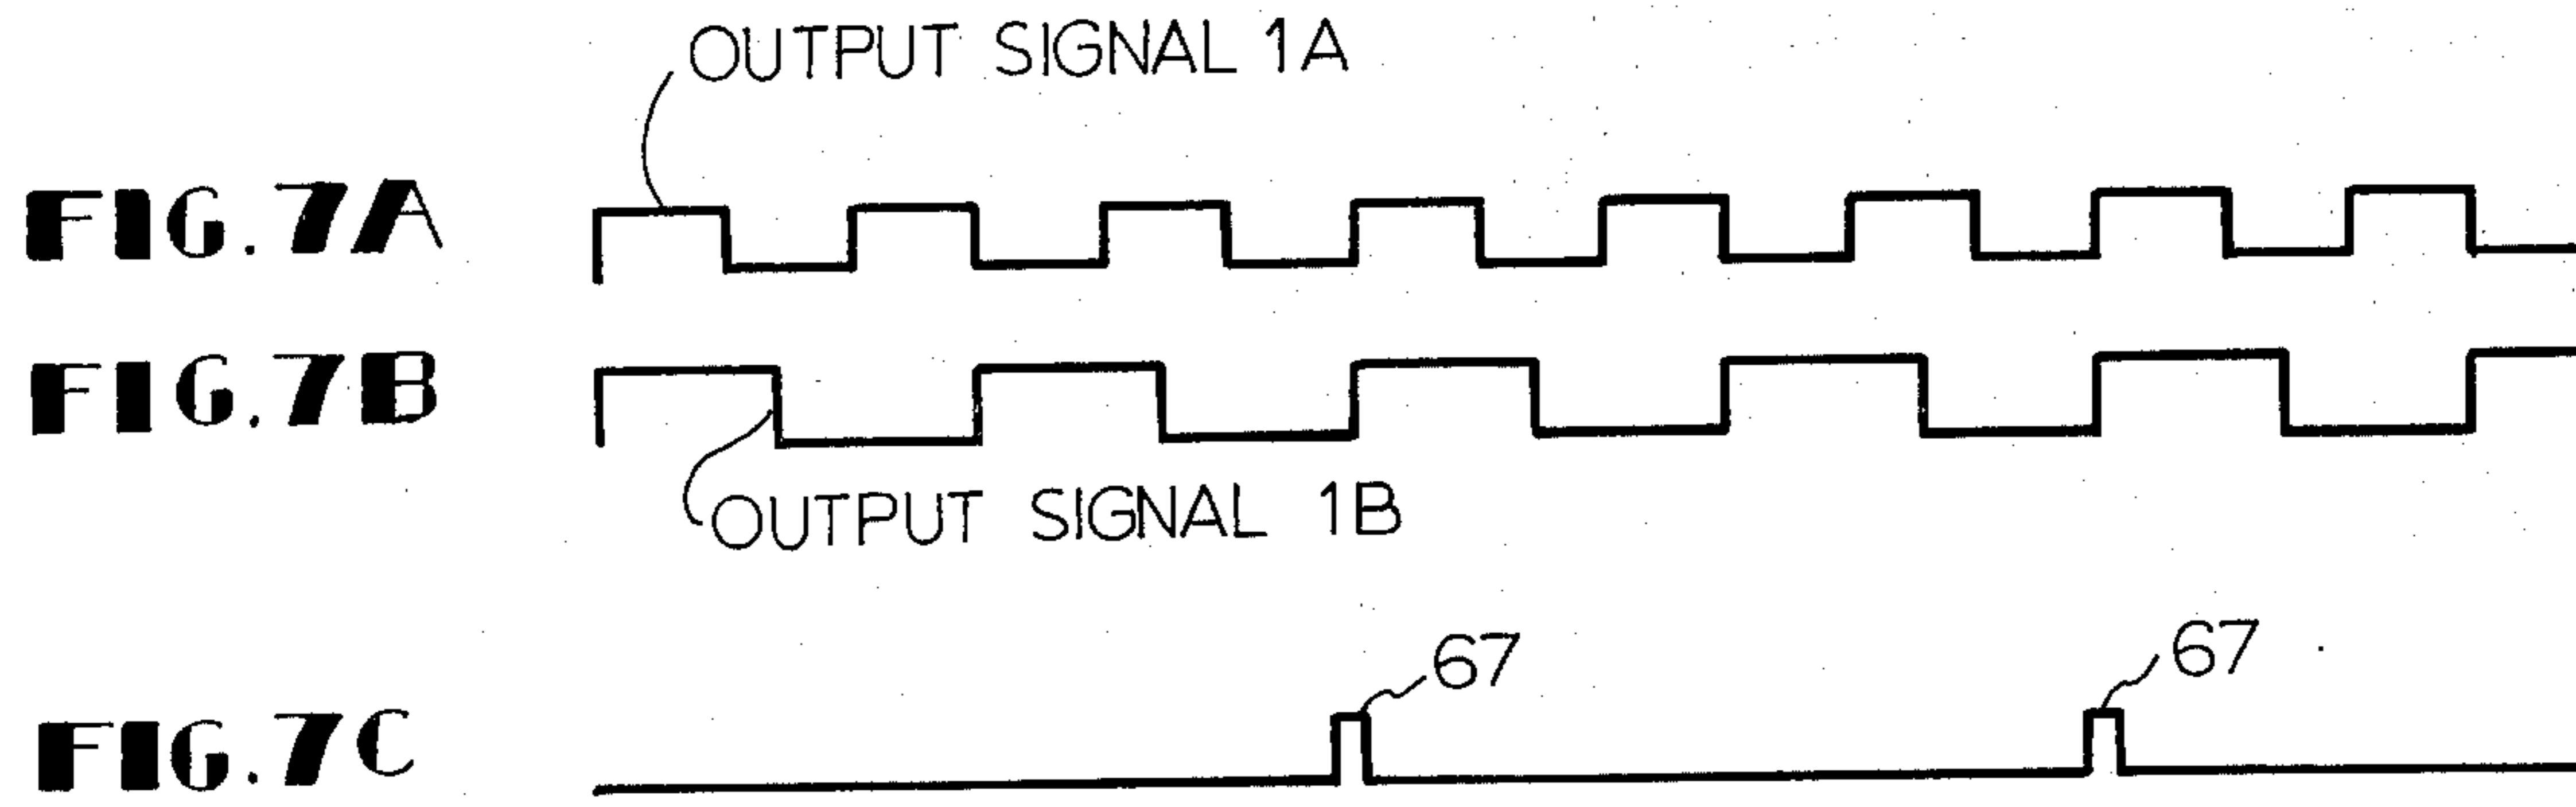 OUTPUT SIGNAL 1A
FIG. 7A
FIG. 7B
OUTPUT SIGNAL 1B
67
67
FIG. 7C